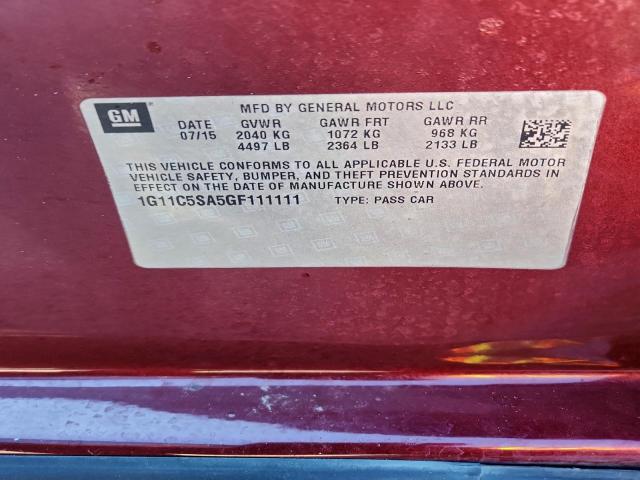 GM
MFD BY GENERAL MOTORS LLC
DATE GVWR GAWR FRT GAWR RR
07/15 2040 KG 1072 KG 968 KG
4497 LB 2364 LB 2133 LB
THIS VEHICLE CONFORMS TO ALL APPLICABLE U.S. FEDERAL MOTOR
VEHICLE SAFETY, BUMPER, AND THEFT PREVENTION STANDARDS IN
EFFECT ON THE DATE OF MANUFACTURE SHOWN ABOVE.
1G11C5SA5GF111111 TYPE: PASS CAR